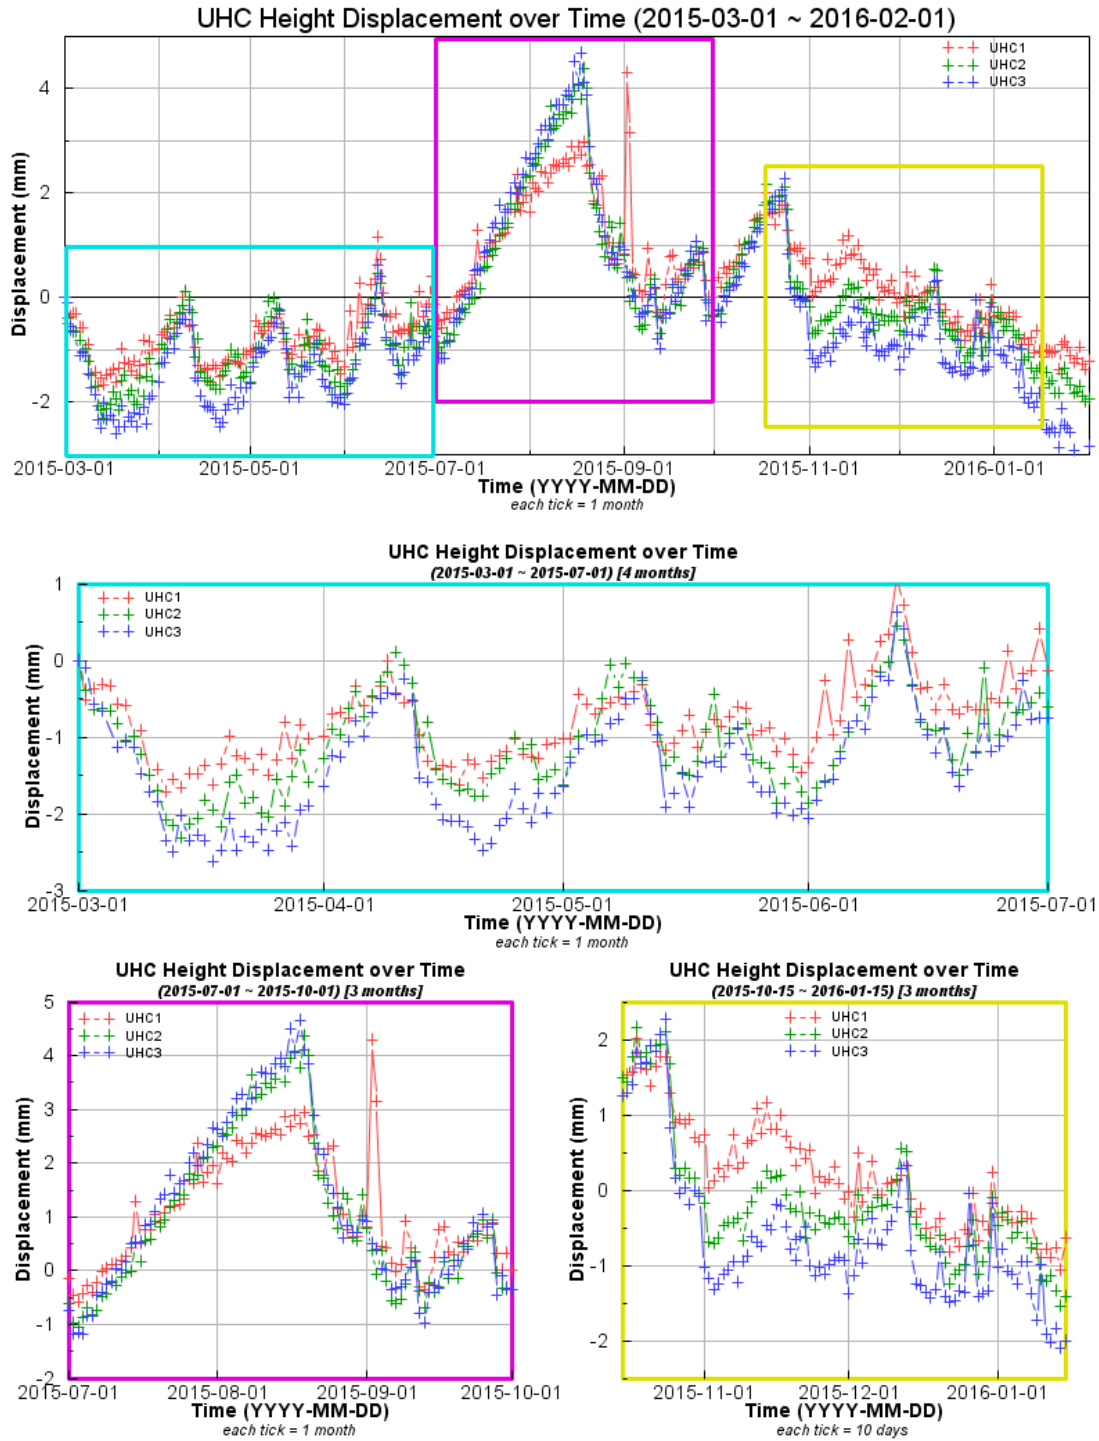 UHC Height Displacement over Time (2015-03-01 ~ 2016-02-01)
UHC1
UHC2
UHC3
Displacement (mm)
4
2
0
-2
2015-03-01
2015-05-01
2015-07-01
2015-09-01
2015-11-01
2016-01-01
Time (YYYY-MM-DD)
each tick = 1 month
UHC Height Displacement over Time
(2015-03-01 ~ 2015-07-01) [4 months]
UHC1
UHC2
UHC3
Displacement (mm)
1
0
-1
-2
-3
2015-03-01
2015-04-01
2015-05-01
2015-06-01
2015-07-01
Time (YYYY-MM-DD)
each tick = 1 month
UHC Height Displacement over Time
(2015-07-01 ~ 2015-10-01) [3 months]
UHC1
UHC2
UHC3
Displacement (mm)
5
4
3
2
1
0
-1
-2
2015-07-01
2015-08-01
2015-09-01
2015-10-01
Time (YYYY-MM-DD)
each tick = 1 month
UHC Height Displacement over Time
(2015-10-15 ~ 2016-01-15) [3 months]
UHC1
UHC2
UHC3
Displacement (mm)
2
1
0
-1
-2
2015-11-01
2015-12-01
2016-01-01
Time (YYYY-MM-DD)
each tick = 10 days